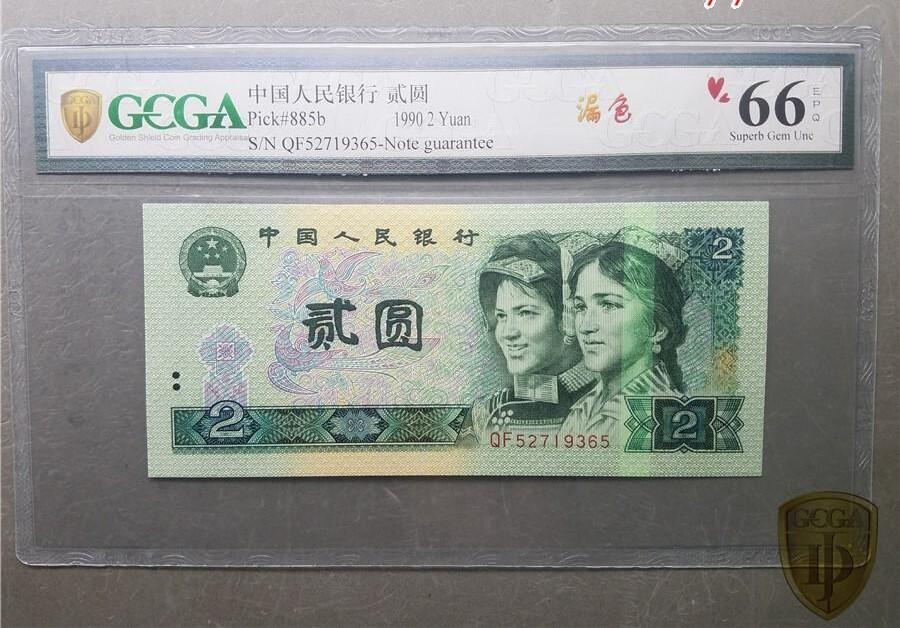 GCGA
Golden Shield Coin Grading Appraisal
中国人民银行 贰圆
Pick#885b 1990 2 Yuan
S/N QF52719365-Note guarantee
漏色
66
EPQ
Superb Gem Unc
中国人民银行
2
贰圆
2
QF52719365
2
GCGA